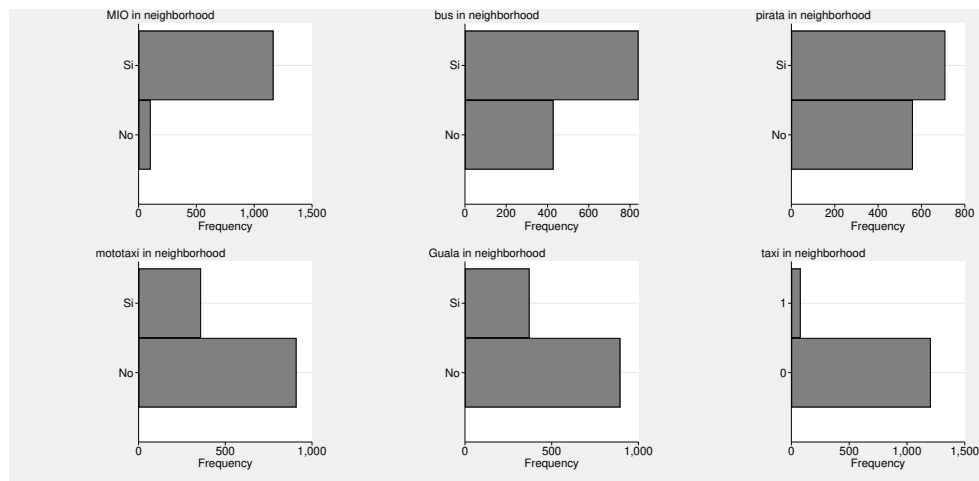 MIO in neighborhood
Si
No
0 500 1,000 1,500
Frequency
bus in neighborhood
Si
No
0 200 400 600 800
Frequency
pirata in neighborhood
Si
No
0 200 400 600 800
Frequency
mototaxi in neighborhood
Si
No
0 500 1,000
Frequency
Guala in neighborhood
Si
No
0 500 1,000
Frequency
taxi in neighborhood
1
0
0 500 1,000 1,500
Frequency